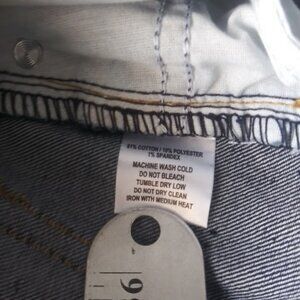 81% COTTON / 18% POLYESTER
1% SPANDEX
MACHINE WASH COLD
DO NOT BLEACH
TUMBLE DRY LOW
DO NOT DRY CLEAN
IRON WITH MEDIUM HEAT